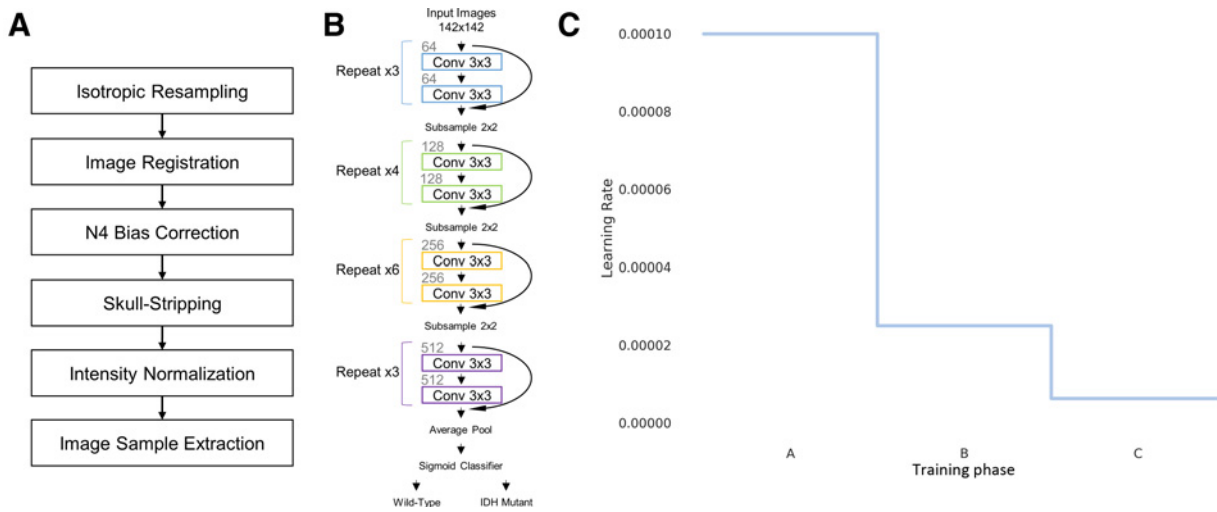 A
Isotropic Resampling
Image Registration
N4 Bias Correction
Skull-Stripping
Intensity Normalization
Image Sample Extraction
B
Input Images
142x142
Repeat x3
64
Conv 3x3
64
Conv 3x3
Subsample 2x2
Repeat x4
128
Conv 3x3
128
Conv 3x3
Subsample 2x2
Repeat x6
256
Conv 3x3
256
Conv 3x3
Subsample 2x2
Repeat x3
512
Conv 3x3
512
Conv 3x3
Average Pool
Sigmoid Classifier
Wild-Type
IDH Mutant
C
Learning Rate
0.00010
0.00008
0.00006
0.00004
0.00002
0.00000
A
B
C
Training phase